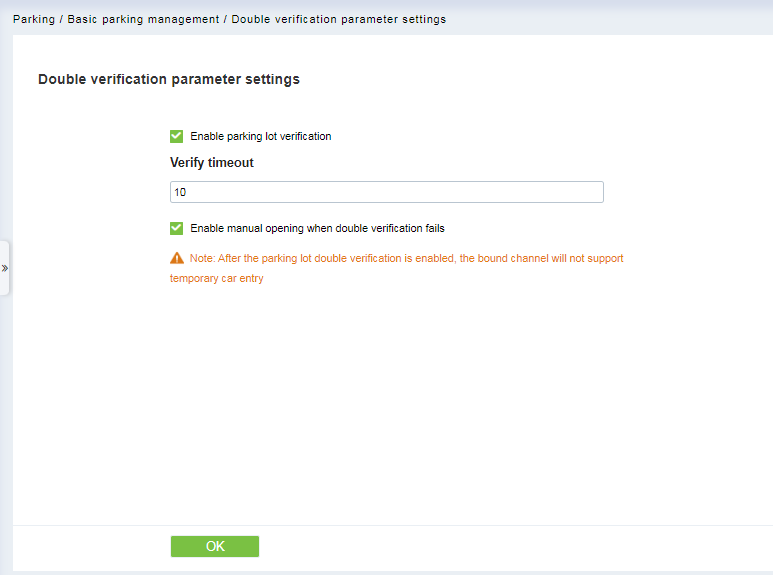 Parking / Basic parking management / Double verification parameter settings
Double verification parameter settings
Enable parking lot verification
Verify timeout
10
Enable manual opening when double verification fails
Note: After the parking lot double verification is enabled, the bound channel will not support
temporary car entry
»
OK